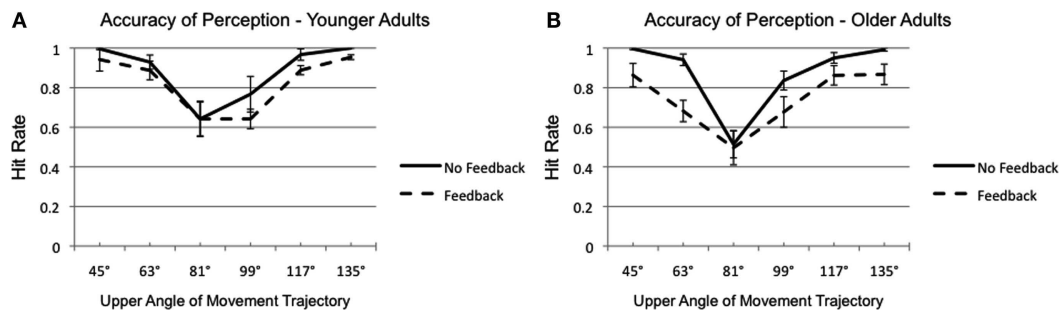 A
Accuracy of Perception - Younger Adults
1
0.8
0.6
0.4
0.2
0
Hit Rate
45° 63° 81° 99° 117° 135°
Upper Angle of Movement Trajectory
No Feedback
Feedback
B
Accuracy of Perception - Older Adults
1
0.8
0.6
0.4
0.2
0
Hit Rate
45° 63° 81° 99° 117° 135°
Upper Angle of Movement Trajectory
No Feedback
Feedback